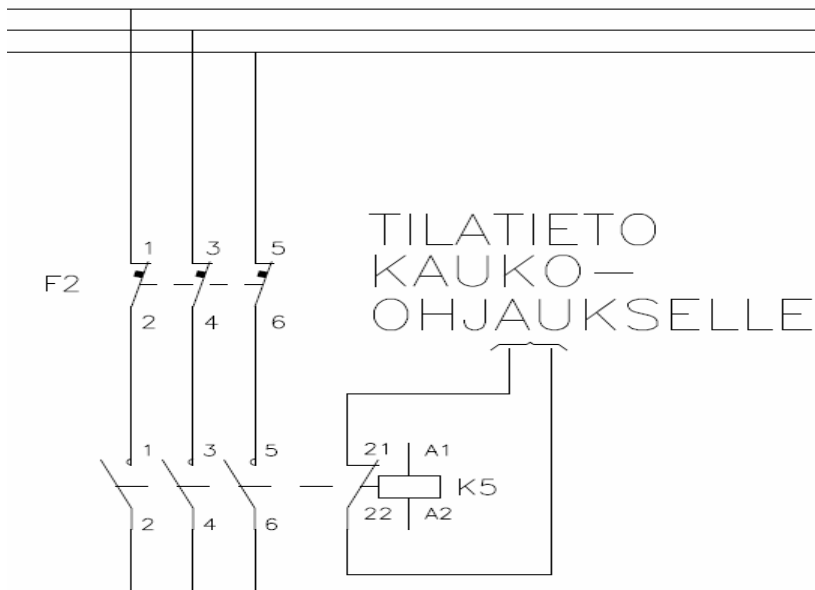 TILATIETO
KAUKO-
OHJAUKSELLE
1 3 5
F2
2 4 6
1 3 5 21 A1
K5
2 4 6 22 A2